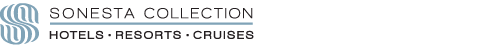 SONESTA COLLECTION
HOTELS · RESORTS · CRUISES